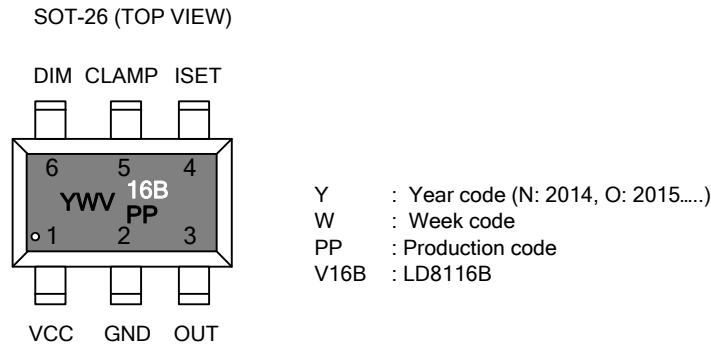 SOT-26 (TOP VIEW)
DIM CLAMP ISET
6 5 4
YWV 16B
PP
1 2 3
VCC GND OUT
Y : Year code (N: 2014, O: 2015.....)
W : Week code
PP : Production code
V16B : LD8116B